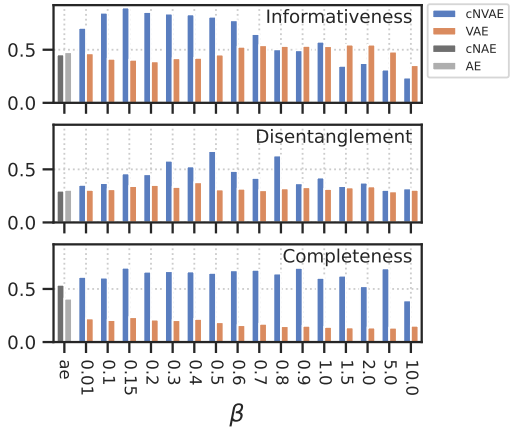 Informativeness
0.5
0.0
cNVAE
VAE
cNAE
AE
Disentanglement
0.5
0.0
Completeness
0.5
0.0
ae
0.01
0.1
0.15
0.2
0.3
0.4
0.5
0.6
0.7
0.8
0.9
1.0
1.5
2.0
5.0
10.0
β